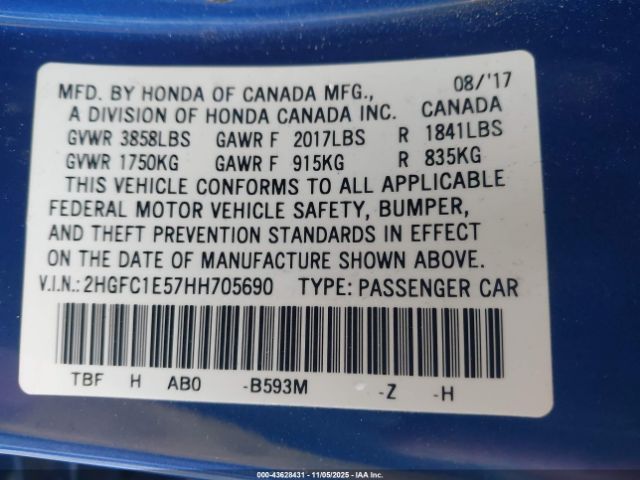 MFD. BY HONDA OF CANADA MFG., 08/'17
A DIVISION OF HONDA CANADA INC. CANADA
GVWR 3858LBS GAWR F 2017LBS R 1841LBS
GVWR 1750KG GAWR F 915KG R 835KG
THIS VEHICLE CONFORMS TO ALL APPLICABLE
FEDERAL MOTOR VEHICLE SAFETY, BUMPER,
AND THEFT PREVENTION STANDARDS IN EFFECT
ON THE DATE OF MANUFACTURE SHOWN ABOVE.
V.I.N.: 2HGFC1E57HH705690 TYPE: PASSENGER CAR
TBF H AB0 -B593M -Z -H
000-43628431 - 11/05/2025 - IAA Inc.